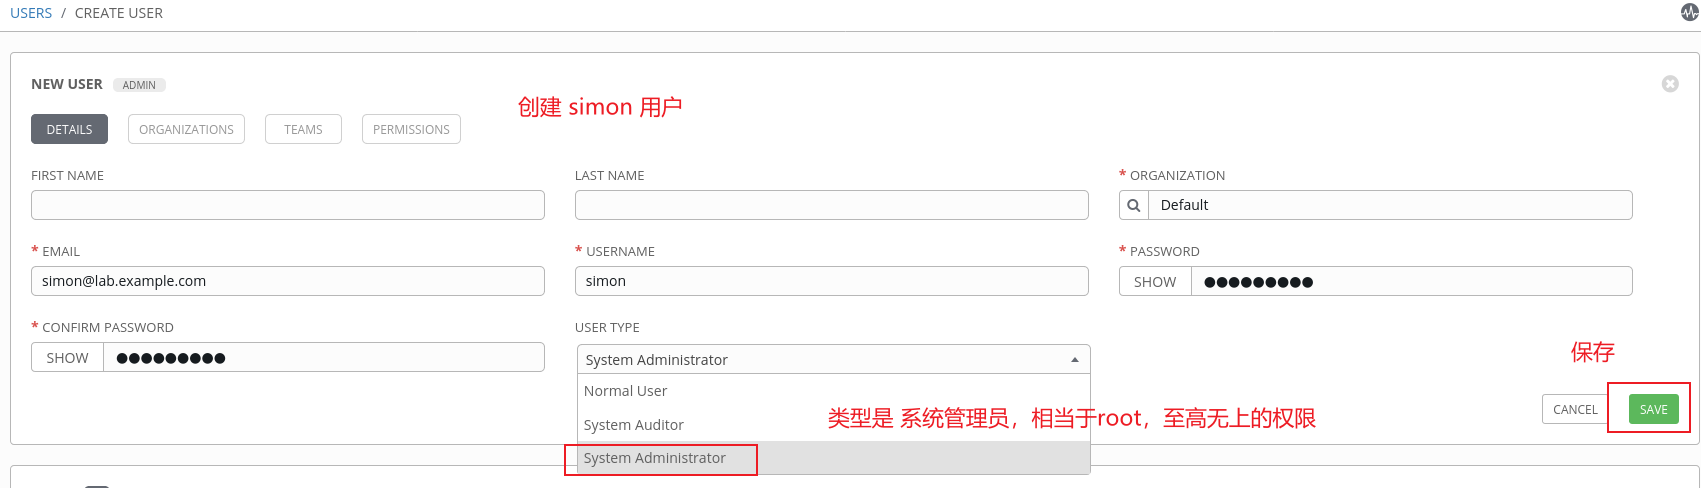 USERS / CREATE USER
NEW USER ADMIN
创建 simon 用户
DETAILS ORGANIZATIONS TEAMS PERMISSIONS
FIRST NAME LAST NAME * ORGANIZATION
Default
* EMAIL * USERNAME * PASSWORD
simon@lab.example.com simon SHOW ●●●●●●●●●
* CONFIRM PASSWORD USER TYPE
SHOW ●●●●●●●●● System Administrator
保存
Normal User
CANCEL SAVE
类型是 系统管理员，相当于root，至高无上的权限
System Auditor
System Administrator